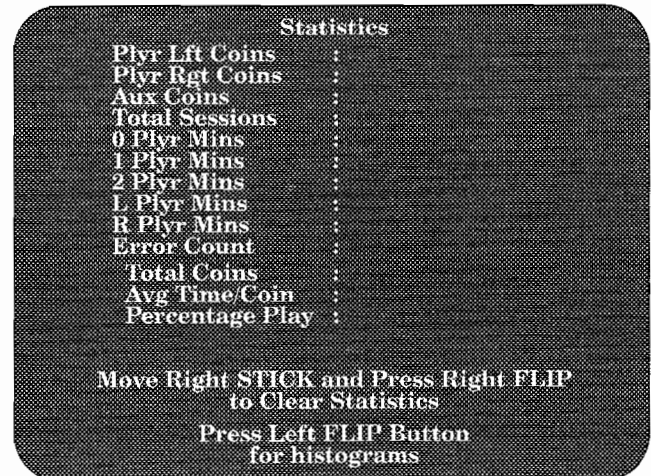 Statistics
Plyr Lft Coins :
Plyr Rgt Coins :
Aux Coins :
Total Sessions :
0 Plyr Mins :
1 Plyr Mins :
2 Plyr Mins :
L Plyr Mins :
R Plyr Mins :
Error Count :
Total Coins :
Avg Time/Coin :
Percentage Play :
Move Right STICK and Press Right FLIP
to Clear Statistics
Press Left FLIP Button
for histograms